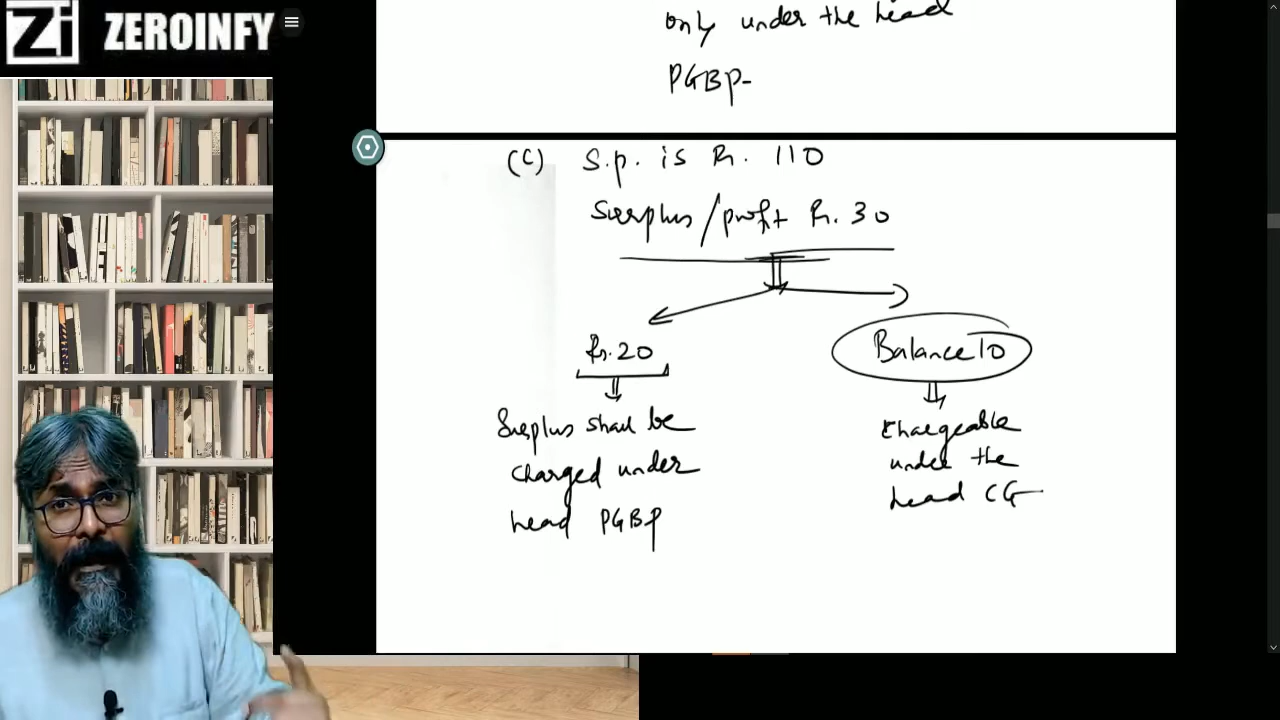 Zi ZEROINFY
only under the head
PGBP-
(C) S.p. is Rs. 110
Surplus/profit Rs. 30
Rs. 20
Balance 10
Surplus shall be
charged under
head PGBP
Chargeable
under the
head CG